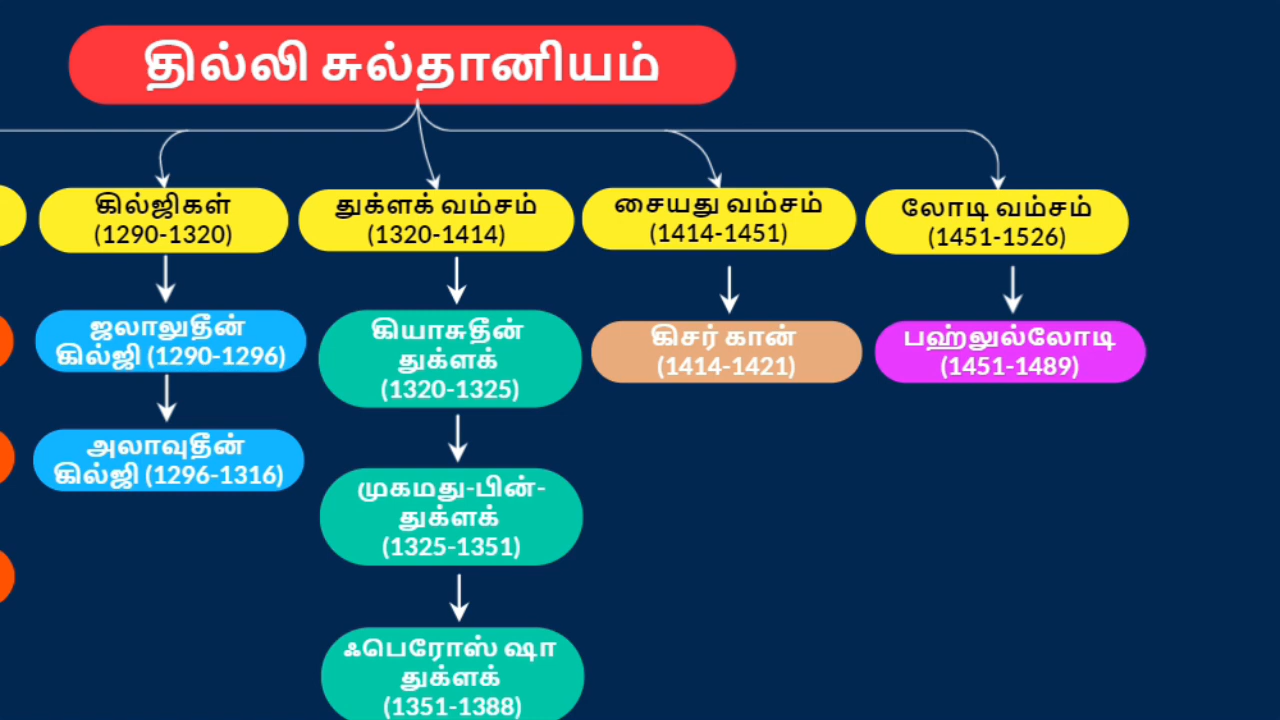 தில்லி சுல்தானியம்
கில்ஜிகள்
(1290-1320)
துக்ளக் வம்சம்
(1320-1414)
சையது வம்சம்
(1414-1451)
லோடி வம்சம்
(1451-1526)
ஜலாலுதீன்
கில்ஜி (1290-1296)
கியாசுதீன்
துக்ளக்
(1320-1325)
கிசர் கான்
(1414-1421)
பஹ்லுல்லோடி
(1451-1489)
அலாவுதீன்
கில்ஜி (1296-1316)
முகமது-பின்-
துக்ளக்
(1325-1351)
ஃபெரோஸ் ஷா
துக்ளக்
(1351-1388)